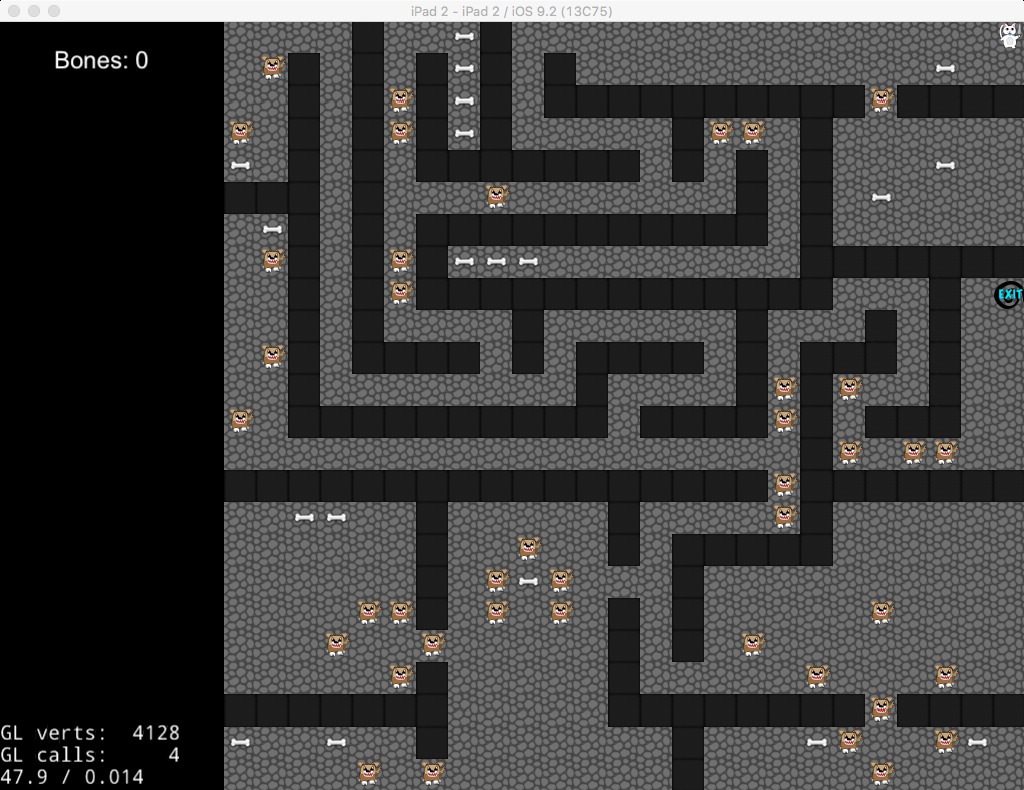 iPad 2 - iPad 2 / iOS 9.2 (13C75)
Bones: 0
EXIT
GL verts: 4128
GL calls: 4
47.9 / 0.014